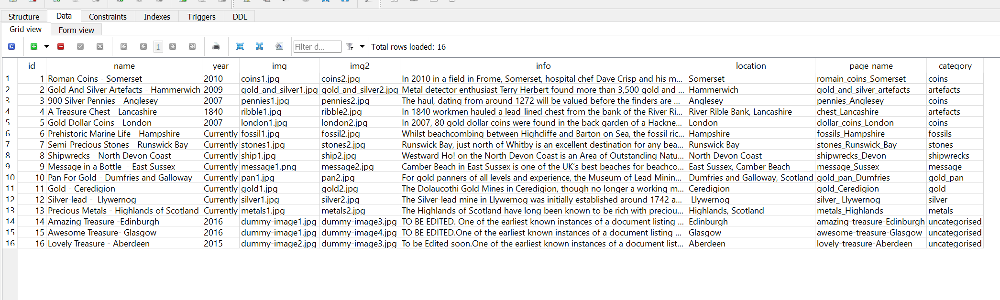 Structure Data Constraints Indexes Triggers DDL
Grid view Form view
1 Filter d... Total rows loaded: 16
id name year img img2 info location page_name category
1 1 Roman Coins - Somerset 2010 coins1.jpg coins2.jpg In 2010 in a field in Frome, Somerset, hospital chef Dave Crisp and his m... Somerset romain_coins_Somerset coins
2 2 Gold And Silver Artefacts - Hammerwich 2009 gold_and_silver1.jpg gold_and_silver2.jpg Metal detector enthusiast Terry Herbert found more than 3,500 gold and ... Hammerwich gold_and_silver_artefacts artefacts
3 3 900 Silver Pennies - Anglesey 2007 pennies1.jpg pennies2.jpg The haul, dating from around 1272 will be valued before the finders are ... Anglesey pennies_Anglesey coins
4 4 A Treasure Chest - Lancashire 1840 ribble1.jpg ribble2.jpg In 1840 workmen hauled a lead-lined chest from the bank of the River Ri... River Rible Bank, Lancashire chest_Lancashire artefacts
5 5 Gold Dollar Coins - London 2007 london1.jpg london2.jpg In 2007, 80 gold dollar coins were found in the back garden of a Hackne... London dollar_coins_London coins
6 6 Prehistoric Marine Life - Hampshire Currently fossil1.jpg fossil2.jpg Whilst beachcombing between Highcliffe and Barton on Sea, the fossil ric... Hampshire fossils_Hampshire fossils
7 7 Semi-Precious Stones - Runswick Bay Currently stones1.jpg stones2.jpg Runswick Bay, just north of Whitby is an excellent destination for any bea... Runswick Bay stones_Runswick_Bay stones
8 8 Shipwrecks - North Devon Coast Currently ship1.jpg ship2.jpg Westward Ho! on the North Devon Coast is an Area of Outstanding Natu... North Devon Coast shipwrecks_Devon shipwrecks
9 9 Message in a Bottle - East Sussex Currently message1.png message2.jpg Camber Beach in East Sussex is one of the UK's best beaches for beachco... East Sussex, Camber Beach message_Sussex message
10 10 Pan For Gold - Dumfries and Galloway Currently pan1.jpg pan2.jpg For gold panners of all levels and experience, the Museum of Lead Minin... Dumfries and Galloway, Scotland gold_pan_Dumfries gold_pan
11 11 Gold - Ceredigion Currently gold1.jpg gold2.jpg The Dolaucothi Gold Mines in Ceredigion, though no longer a working m... Ceredigion gold_Ceredigion gold
12 12 Silver-lead - Llywernog Currently silver1.jpg silver2.jpg The Silver-lead mine in Llywernog was initially established around 1742 a... Llywernog silver_ Llywernog silver
13 13 Precious Metals - Highlands of Scotland Currently metals1.jpg metals2.jpg The Highlands of Scotland have long been known to be rich with preciou... Highlands, Scotland metals_Highlands metals
14 14 Amazing Treasure -Edinburgh 2016 dummy-image1.jpg dummy-image3.jpg TO BE EDITED. One of the earliest known instances of a document listing ... Edinburgh amazing-treasure-Edinburgh uncategorised
15 15 Awesome Treasure- Glasgow 2016 dummy-image1.jpg dummy-image4.jpg TO BE EDITED.One of the earliest known instances of a document listing ... Glasgow awesome-treasure-Glasgow uncategorised
16 16 Lovely Treasure - Aberdeen 2015 dummy-image2.jpg dummy-image3.jpg To be Edited soon.One of the earliest known instances of a document list... Aberdeen lovely-treasure-Aberdeen uncategorised